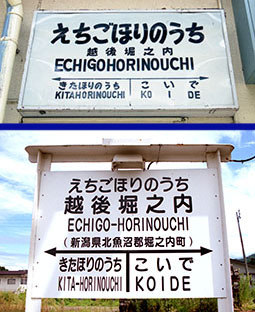 えちごほりのうち
越後堀之内
ECHIGOHORINOUCHI
きたほりのうち こいで
KITAHORINOUCHI KOIDE
えちごほりのうち
越後堀之内
ECHIGO-HORINOUCHI
(新潟県北魚沼郡堀之内町)
きたほりのうち こいで
KITA-HORINOUCHI KOIDE